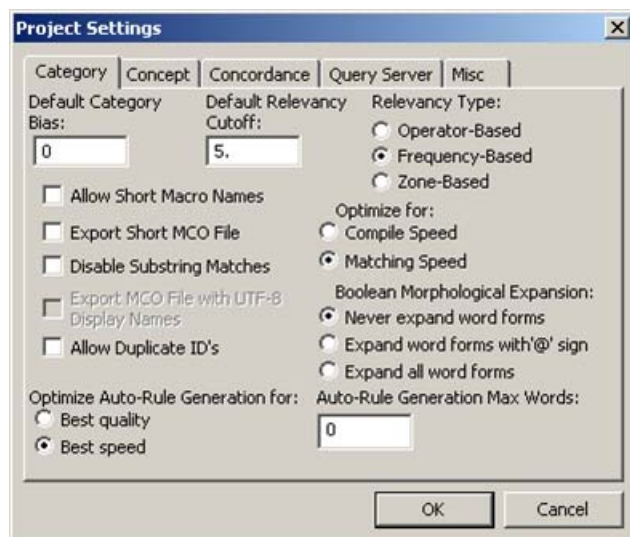 Project Settings
Category Concept Concordance Query Server Misc
Default Category
Bias:
0
Default Relevancy
Cutoff:
5.
Relevancy Type:
Operator-Based
Frequency-Based
Zone-Based
Allow Short Macro Names
Export Short MCO File
Disable Substring Matches
Export MCO File with UTF-8
Display Names
Allow Duplicate ID's
Optimize for:
Compile Speed
Matching Speed
Boolean Morphological Expansion:
Never expand word forms
Expand word forms with'@' sign
Expand all word forms
Optimize Auto-Rule Generation for:
Best quality
Best speed
Auto-Rule Generation Max Words:
0
OK Cancel